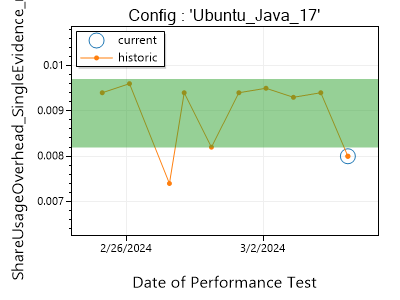 Config : 'Ubuntu_Java_17'
current
historic
ShareUsageOverhead_SingleEvidence_
0.01
0.009
0.008
0.007
2/26/2024
3/2/2024
Date of Performance Test